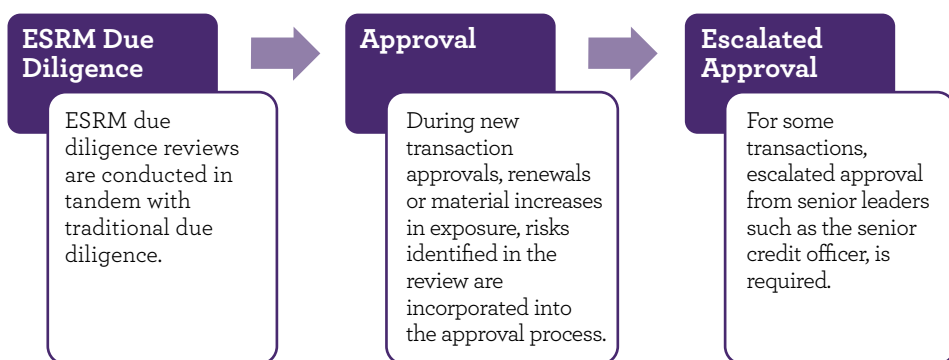 ESRM Due
Diligence
ESRM due
diligence reviews
are conducted in
tandem with
traditional due
diligence.
Approval
During new
transaction
approvals, renewals
or material increases
in exposure, risks
identified in the
review are
incorporated into
the approval process.
Escalated
Approval
For some
transactions,
escalated approval
from senior leaders
such as the senior
credit officer, is
required.